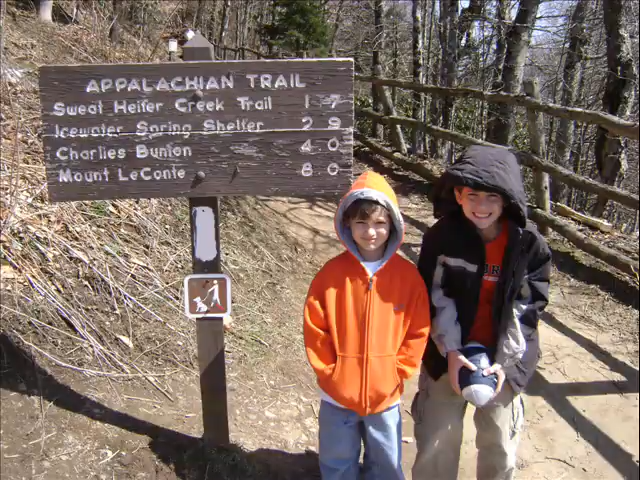 APPALACHIAN TRAIL
Sweat Heifer Creek Trail 1 7
Icewater Spring Shelter 2 9
Charlies Bunion 4 0
Mount LeConte 8 0